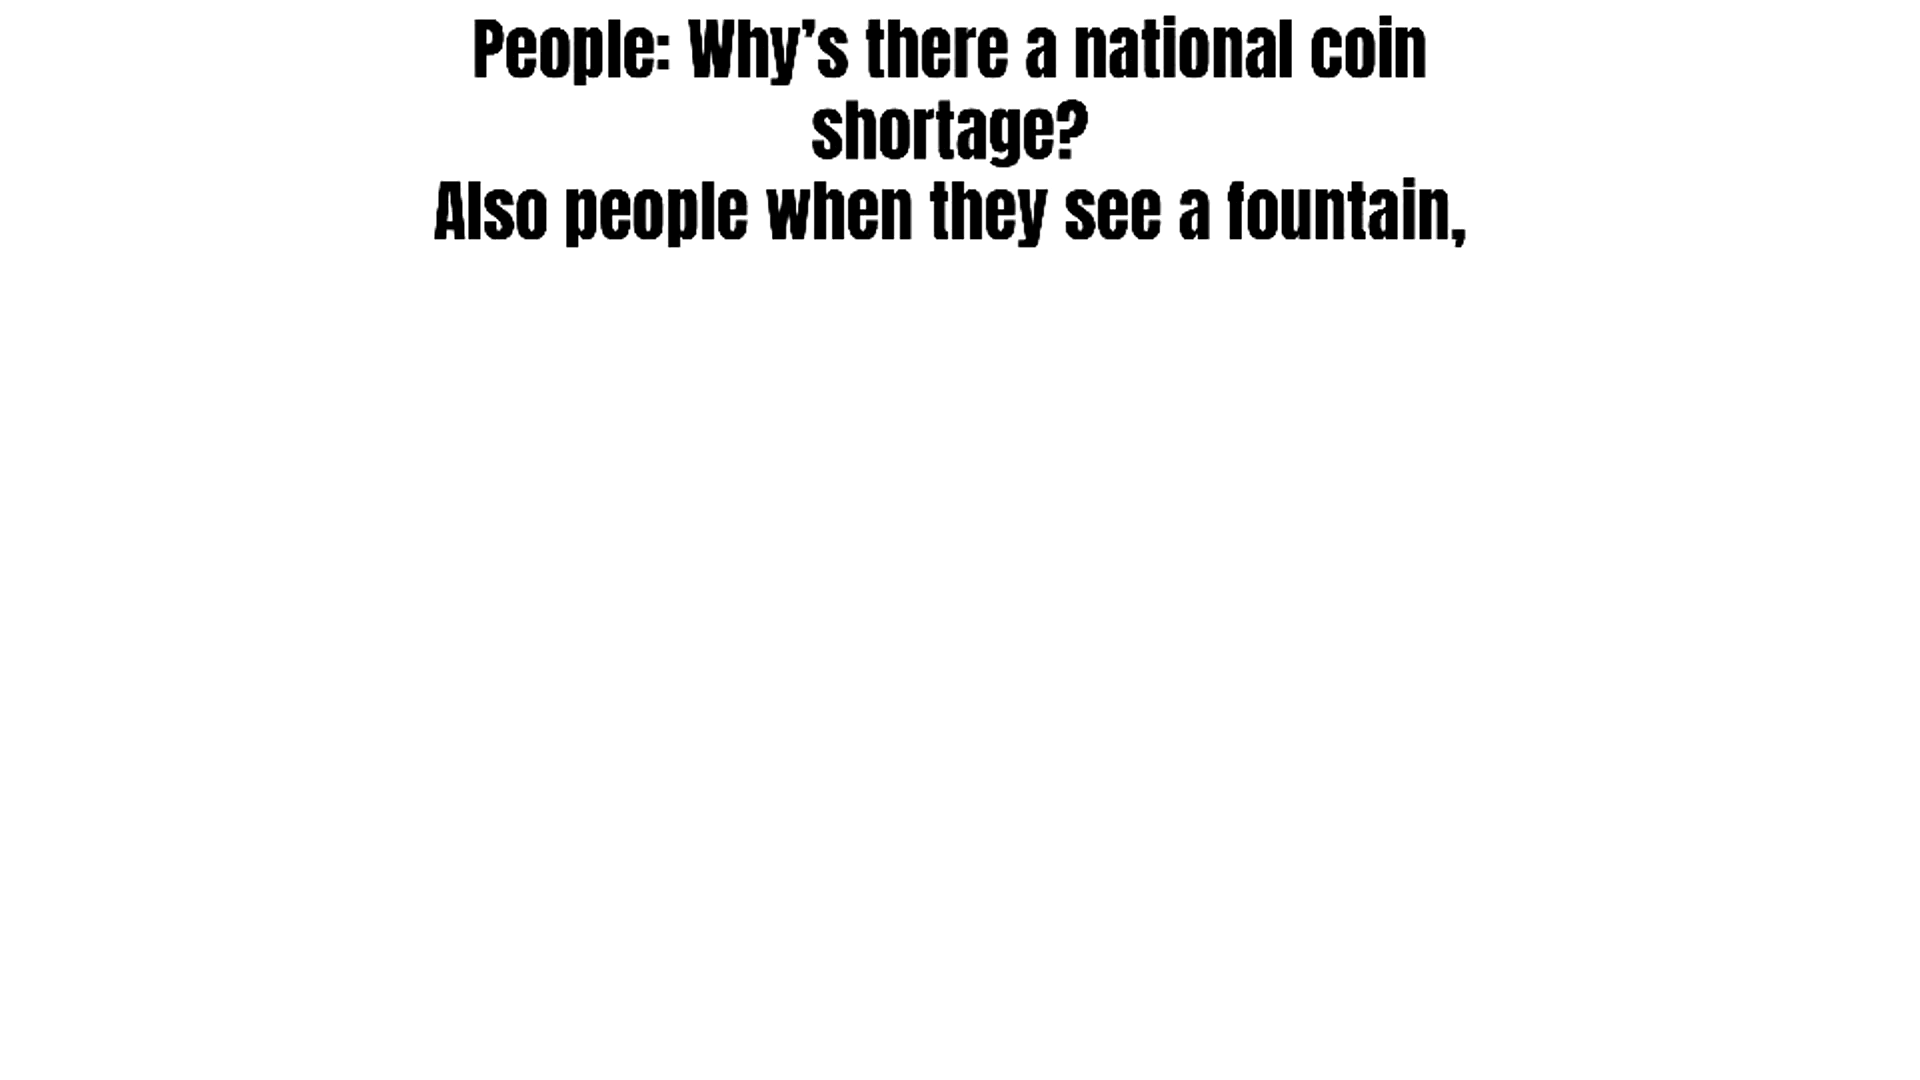 People: Why’s there a national coin
shortage?
Also people when they see a fountain,